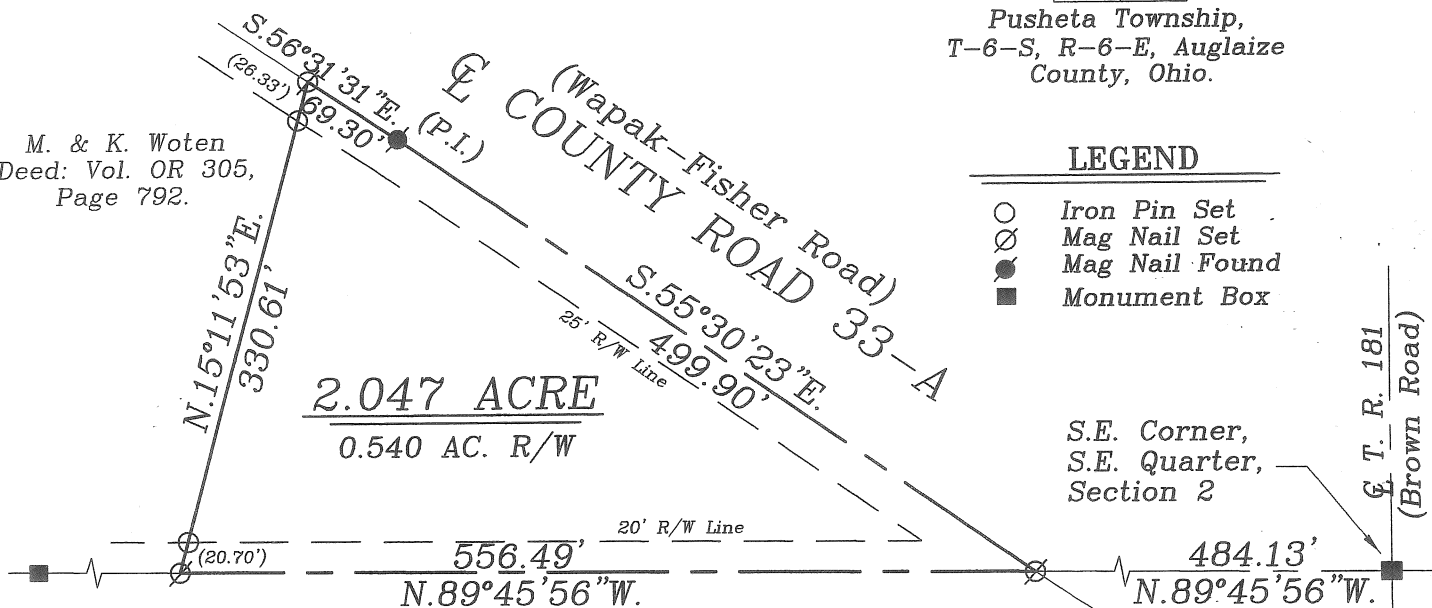 Pusheta Township,
T-6-S, R-6-E, Auglaize
County, Ohio.
S.56°31'31"E.
69.30'
(26.33')
(P.I.)
℄ COUNTY ROAD 33-A
(Wapak-Fisher Road)
M. & K. Woten
Deed: Vol. OR 305,
Page 792.
LEGEND
Iron Pin Set
Mag Nail Set
Mag Nail Found
Monument Box
N.15°11'53"E.
330.61'
S.55°30'23"E.
499.90'
25' R/W Line
2.047 ACRE
0.540 AC. R/W
S.E. Corner,
S.E. Quarter,
Section 2
℄ T. R. 181
(Brown Road)
20' R/W Line
(20.70')
556.49'
N.89°45'56"W.
484.13'
N.89°45'56"W.